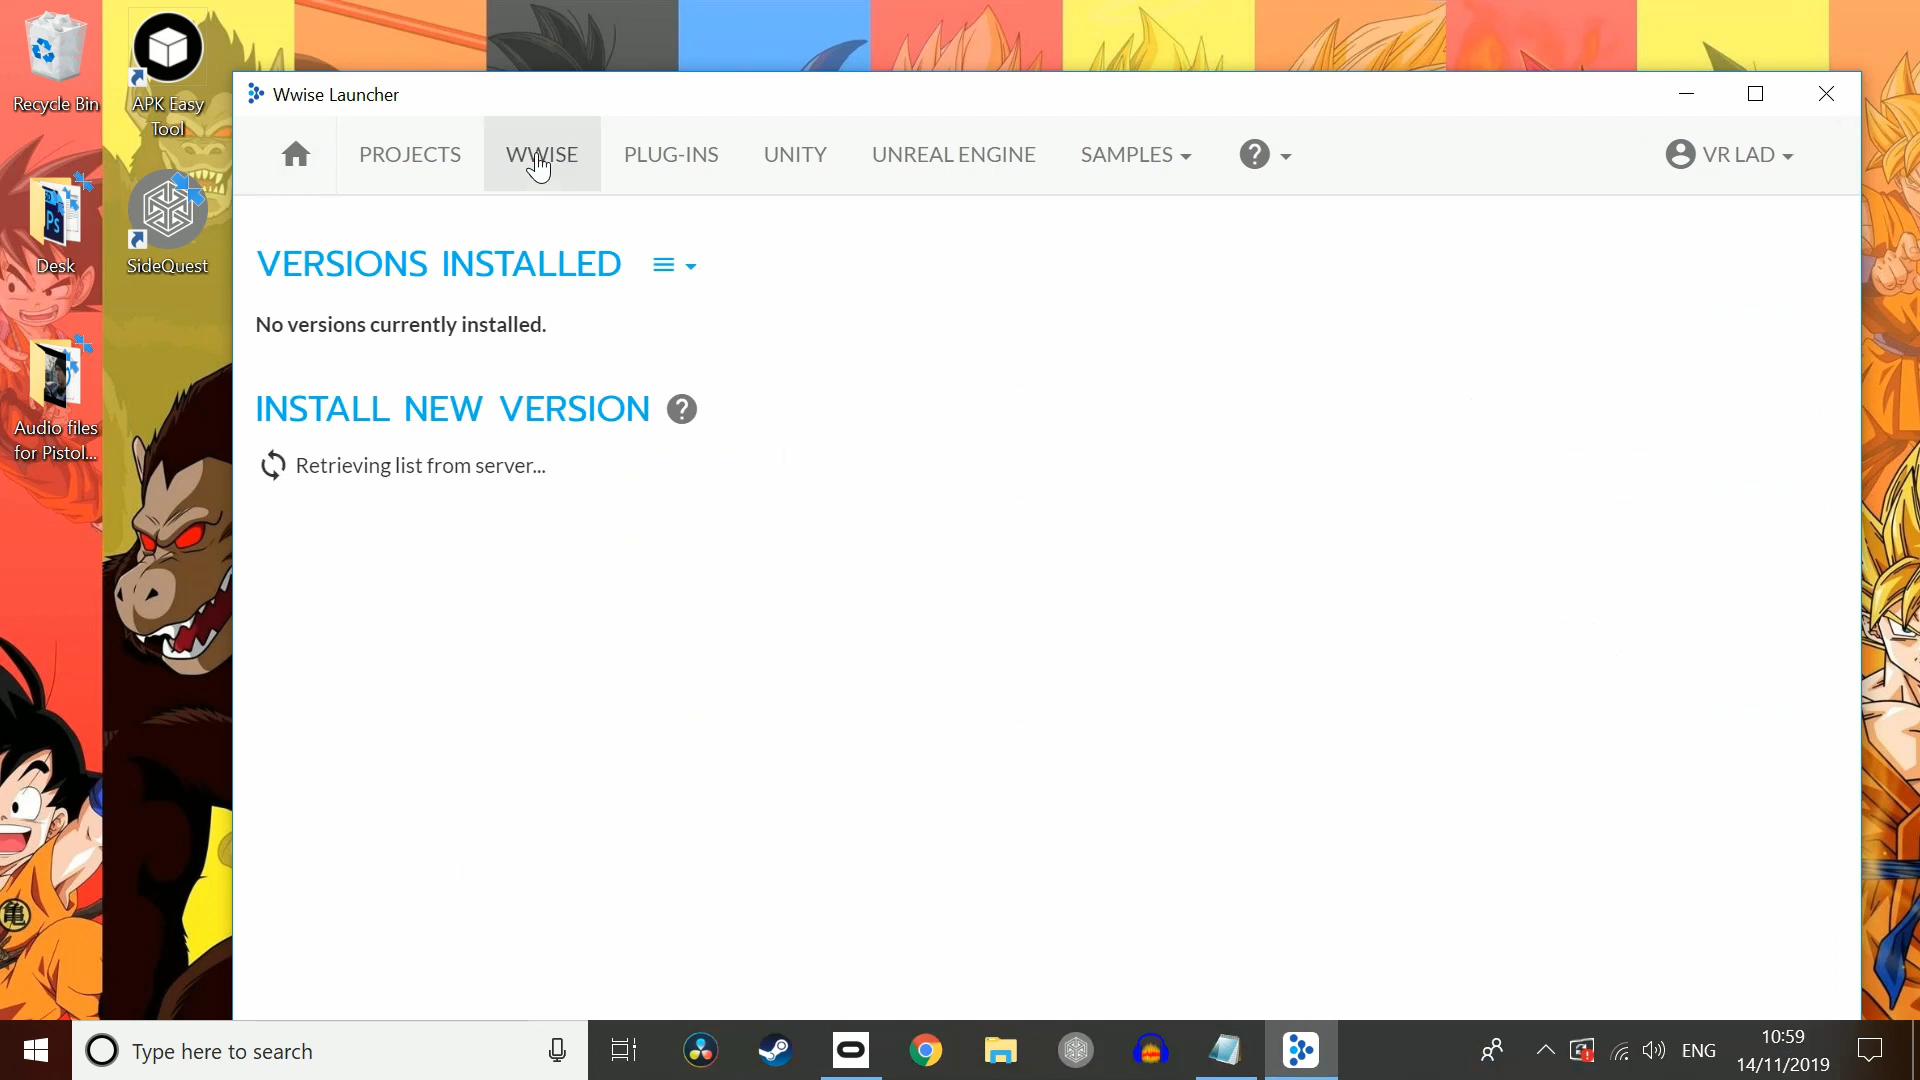 Recycle Bin
APK Easy
Tool
Desk
SideQuest
Audio files
for Pistol...
Wwise Launcher
PROJECTS
WWISE
PLUG-INS
UNITY
UNREAL ENGINE
SAMPLES
?
VR LAD
VERSIONS INSTALLED
No versions currently installed.
INSTALL NEW VERSION ?
Retrieving list from server...
Ps
亀
Type here to search
ENG
10:59
14/11/2019